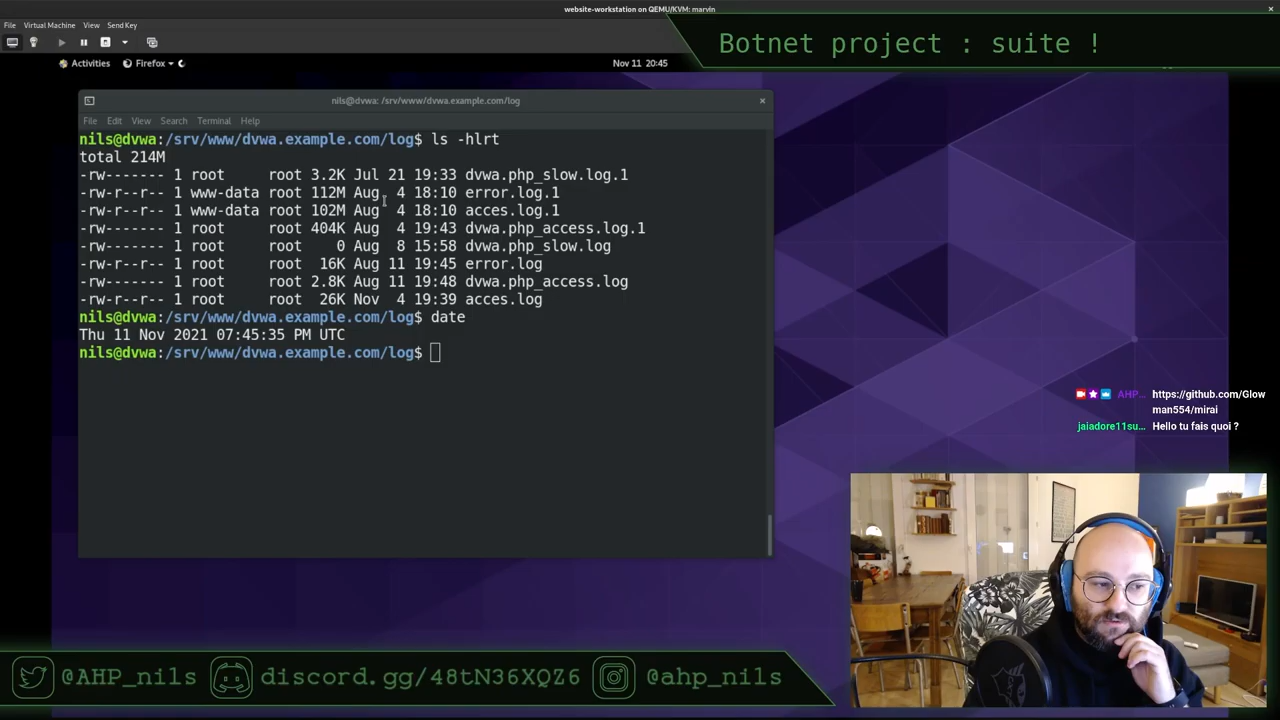 website-workstation on QEMU/KVM: marvin
File Virtual Machine View Send Key
Botnet project : suite !
Activities Firefox Nov 11 20:45
nils@dvwa: /srv/www/dvwa.example.com/log
File Edit View Search Terminal Help
nils@dvwa:/srv/www/dvwa.example.com/log$ ls -hlrt
total 214M
-rw------- 1 root     root 3.2K Jul 21 19:33 dvwa.php_slow.log.1
-rw-r--r-- 1 www-data root 112M Aug  4 18:10 error.log.1
-rw-r--r-- 1 www-data root 102M Aug  4 18:10 acces.log.1
-rw-r--r-- 1 root     root 404K Aug  4 19:43 dvwa.php_access.log.1
-rw------- 1 root     root    0 Aug  8 15:58 dvwa.php_slow.log
-rw-r--r-- 1 root     root  16K Aug 11 19:45 error.log
-rw-r--r-- 1 root     root 2.8K Aug 11 19:48 dvwa.php_access.log
-rw-r--r-- 1 root     root  26K Nov  4 19:39 acces.log
nils@dvwa:/srv/www/dvwa.example.com/log$ date
Thu 11 Nov 2021 07:45:35 PM UTC
nils@dvwa:/srv/www/dvwa.example.com/log$
AHP... https://github.com/Glow
man554/mirai
jaiadore11su... Hello tu fais quoi ?
@AHP_nils discord.gg/48tN36XQZ6 @ahp_nils